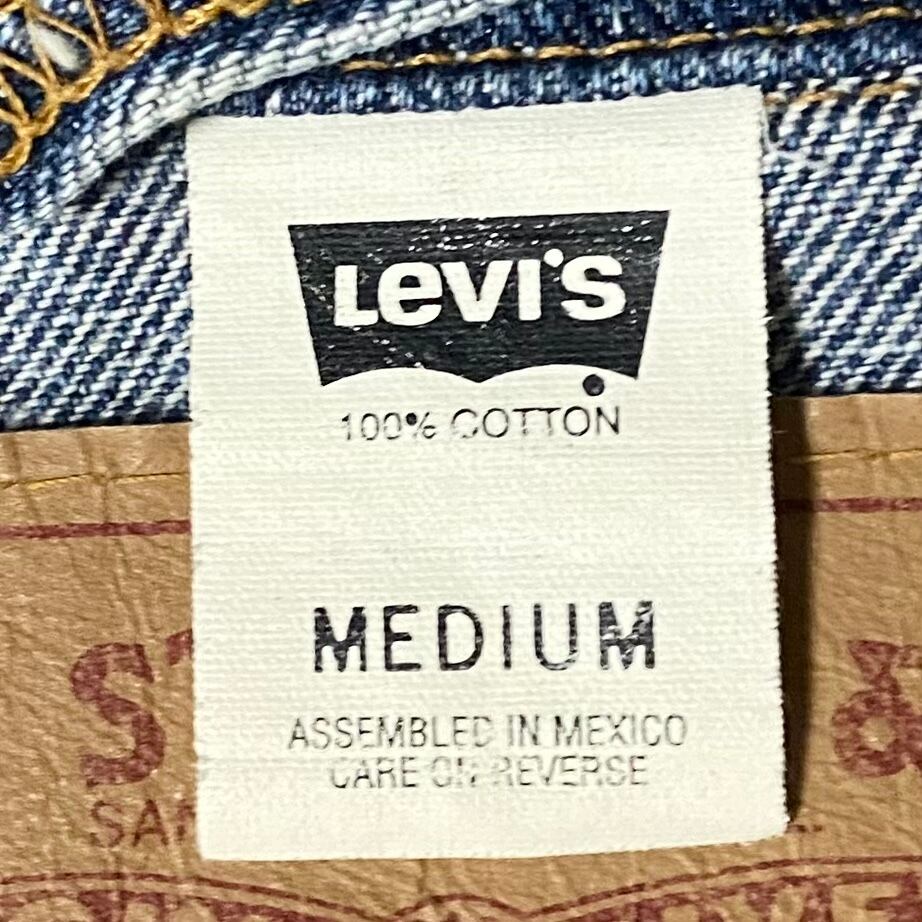 Levi's
100% COTTON
MEDIUM
ASSEMBLED IN MEXICO
CARE ON REVERSE
&